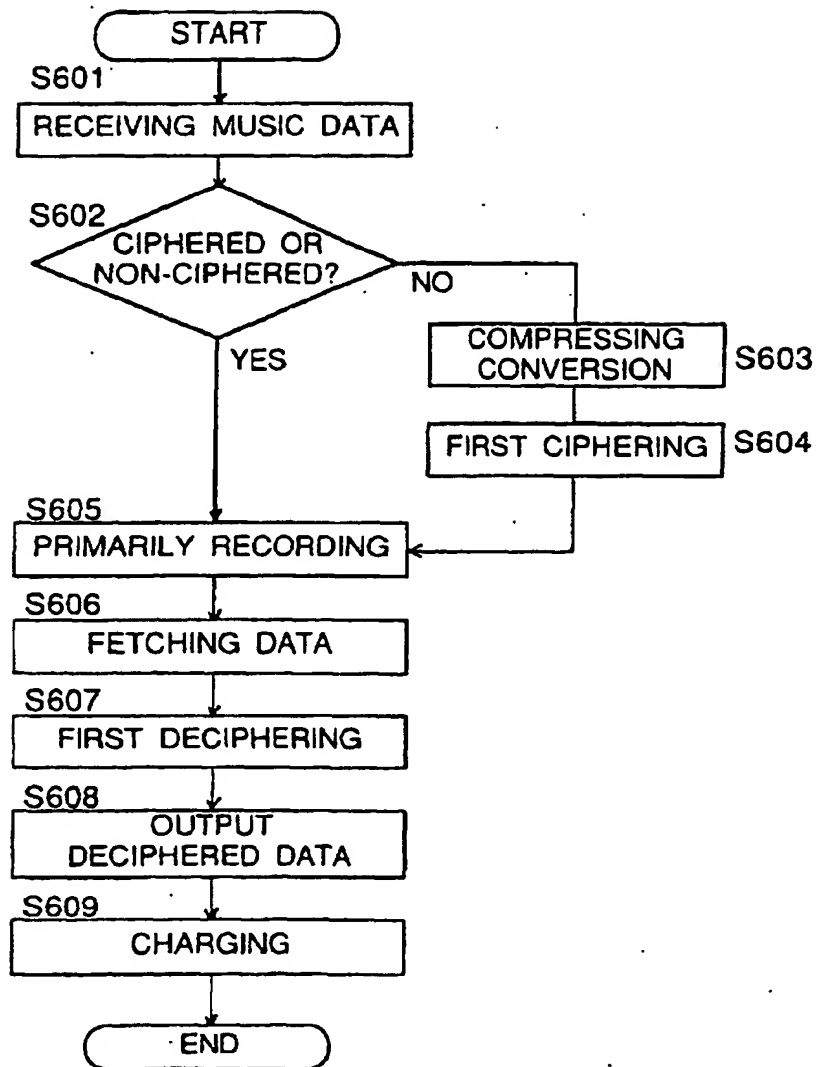 START
S601
RECEIVING MUSIC DATA
S602
CIPHERED OR
NON-CIPHERED?
NO
YES
COMPRESSING
CONVERSION
S603
FIRST CIPHERING
S604
S605
PRIMARILY RECORDING
S606
FETCHING DATA
S607
FIRST DECIPHERING
S608
OUTPUT
DECIPHERED DATA
S609
CHARGING
END